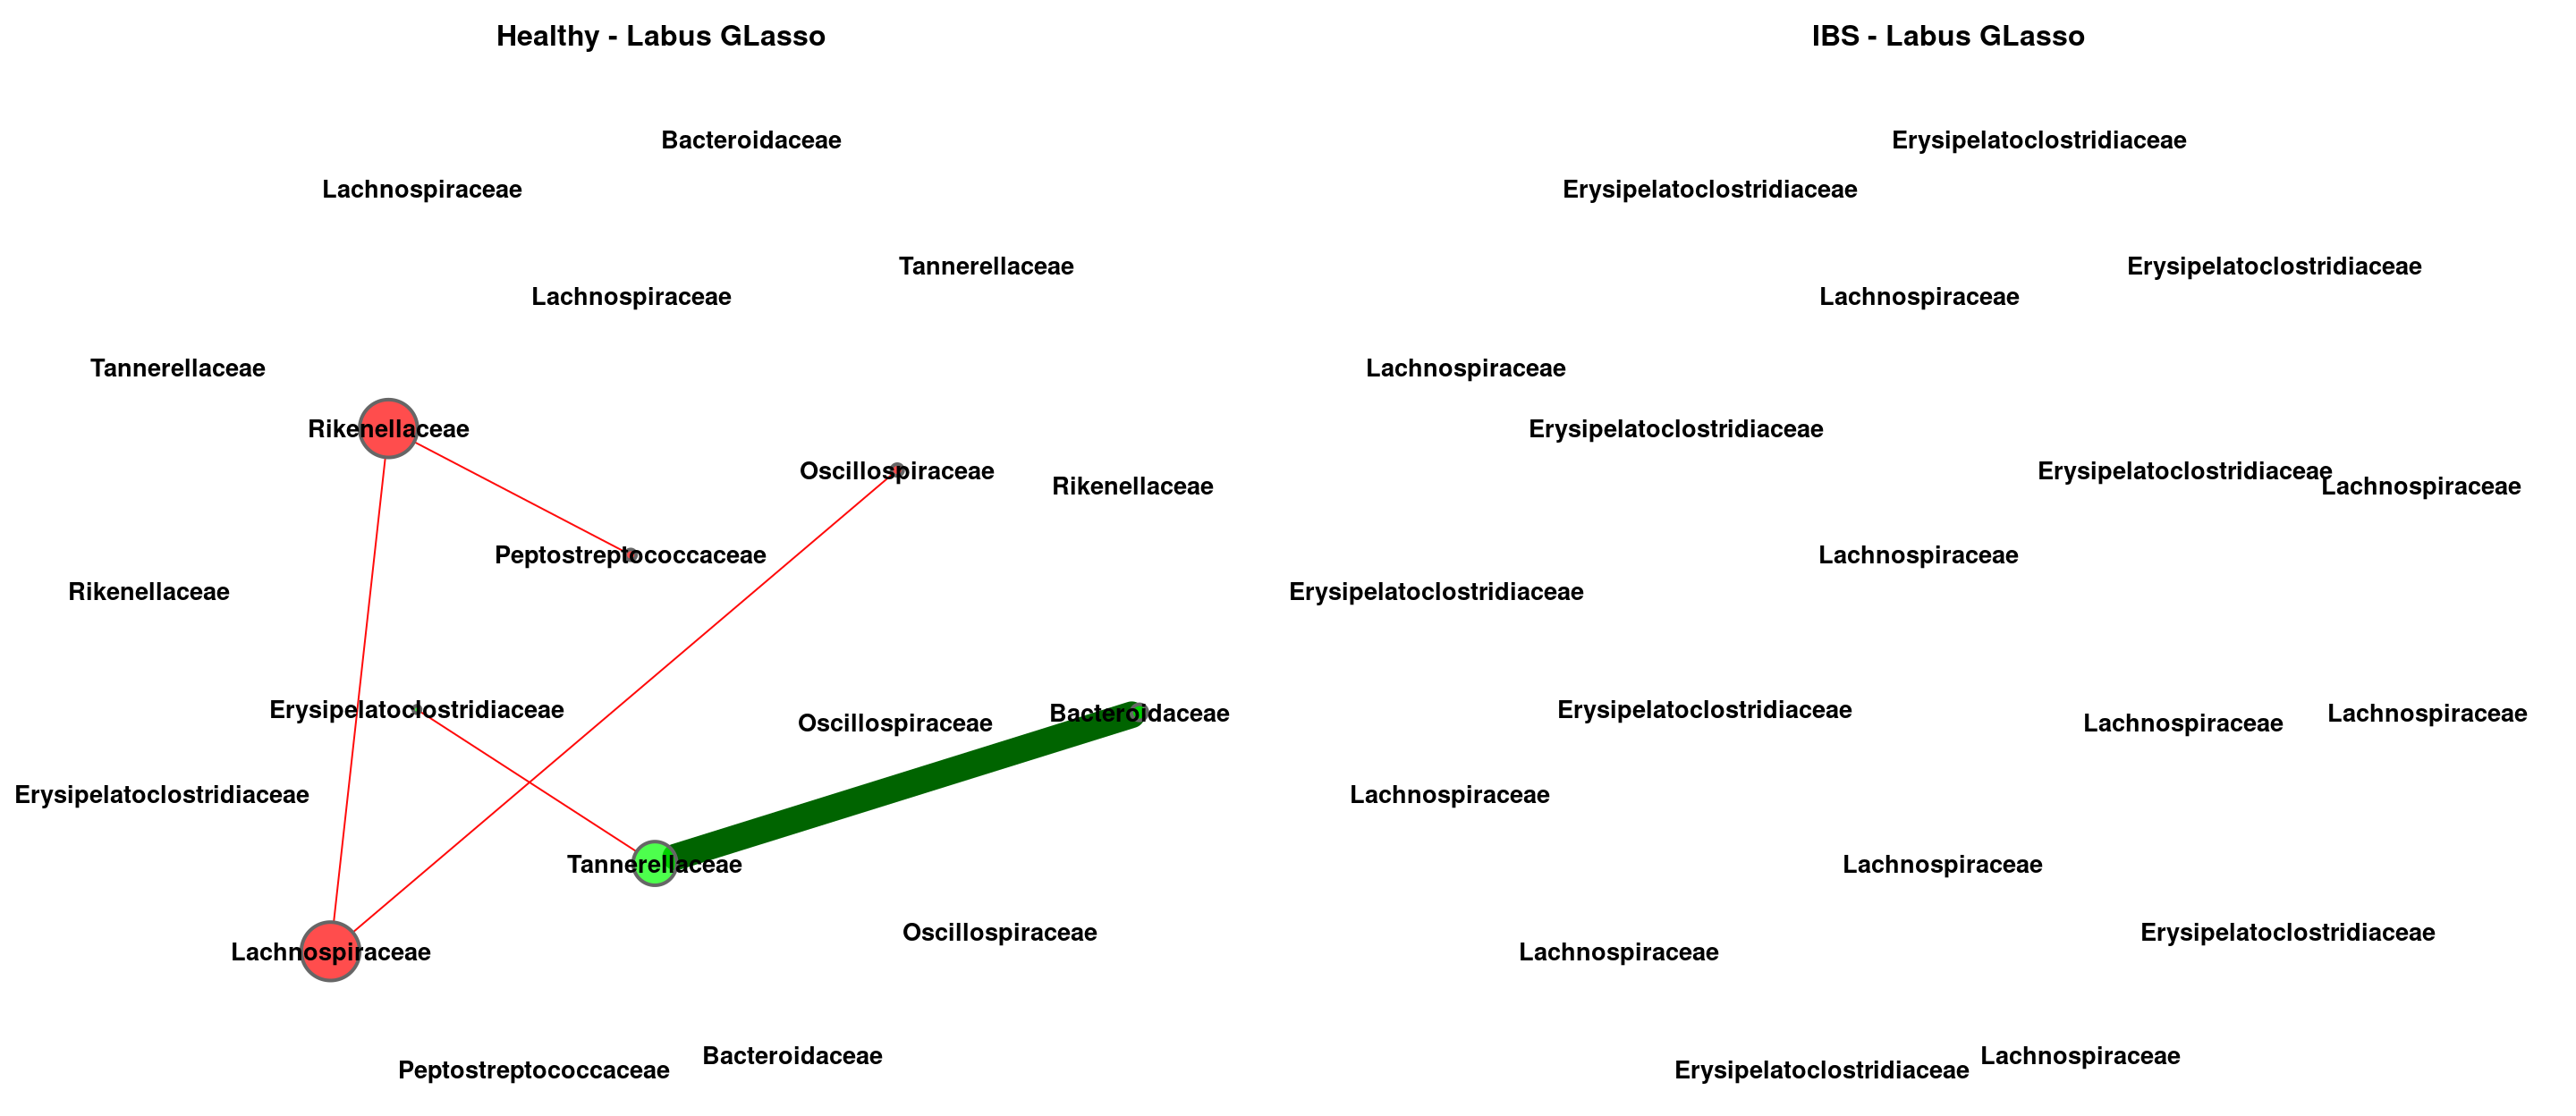 Healthy - Labus GLasso
Bacteroidaceae
Lachnospiraceae
Tannerellaceae
Lachnospiraceae
Tannerellaceae
Rikenellaceae
Oscillospiraceae
Rikenellaceae
Peptostreptococcaceae
Rikenellaceae
Erysipelatoclostridiaceae
Bacteroidaceae
Oscillospiraceae
Erysipelatoclostridiaceae
Tannerellaceae
Oscillospiraceae
Lachnospiraceae
Bacteroidaceae
Peptostreptococcaceae
IBS - Labus GLasso
Erysipelatoclostridiaceae
Erysipelatoclostridiaceae
Erysipelatoclostridiaceae
Lachnospiraceae
Lachnospiraceae
Erysipelatoclostridiaceae
Erysipelatoclostridiaceae
Lachnospiraceae
Lachnospiraceae
Erysipelatoclostridiaceae
Erysipelatoclostridiaceae
Lachnospiraceae
Lachnospiraceae
Lachnospiraceae
Lachnospiraceae
Erysipelatoclostridiaceae
Lachnospiraceae
Lachnospiraceae
Erysipelatoclostridiaceae